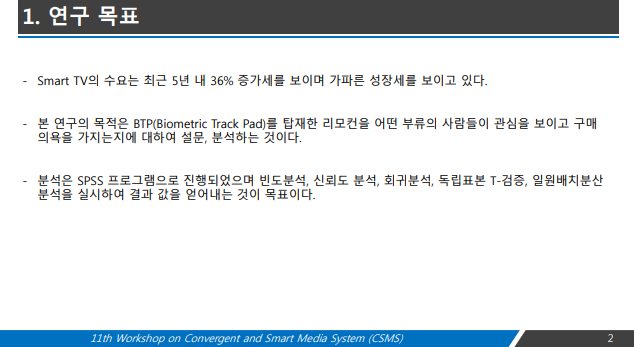 1. 연구 목표
- Smart TV의 수요는 최근 5년 내 36% 증가세를 보이며 가파른 성장세를 보이고 있다.
- 본 연구의 목적은 BTP(Biometric Track Pad)를 탑재한 리모컨을 어떤 부류의 사람들이 관심을 보이고 구매
의욕을 가지는지에 대하여 설문, 분석하는 것이다.
- 분석은 SPSS 프로그램으로 진행되었으며 빈도분석, 신뢰도 분석, 회귀분석, 독립표본 T-검증, 일원배치분산
분석을 실시하여 결과 값을 얻어내는 것이 목표이다.
11th Workshop on Convergent and Smart Media System (CSMS)
2